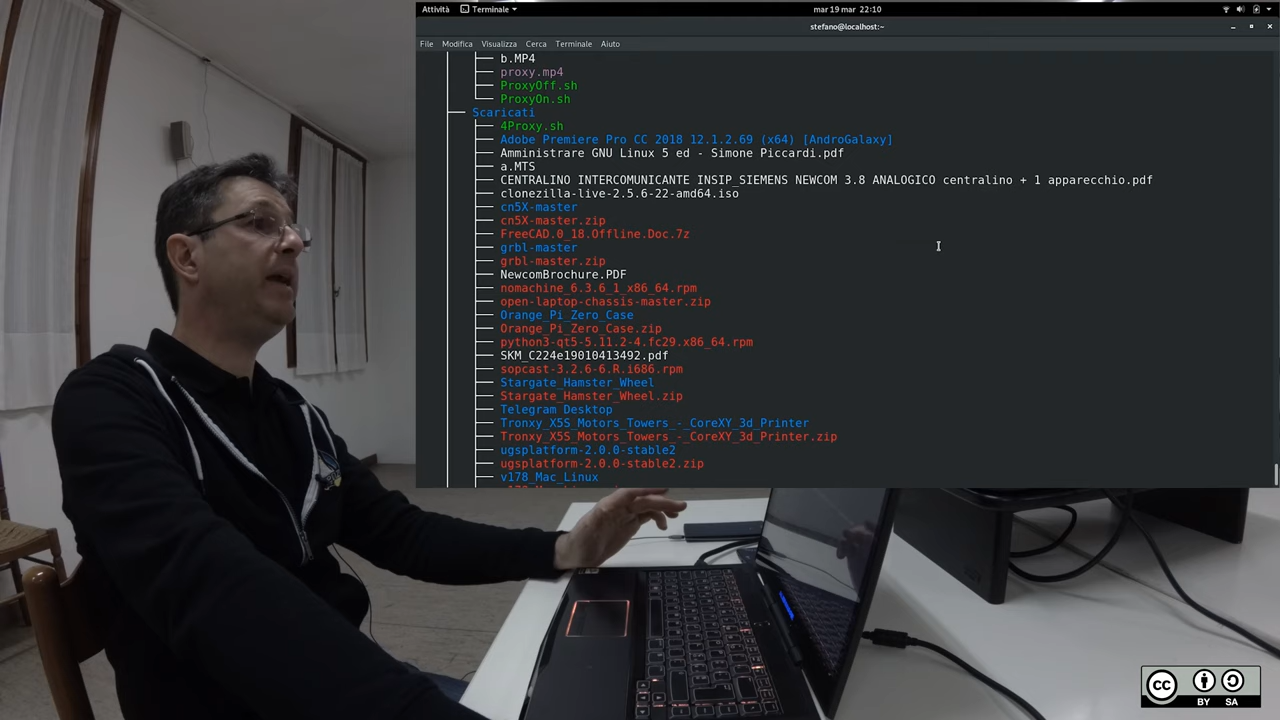 Attività Terminale mar 19 mar 22:10
stefano@localhost:~
File Modifica Visualizza Cerca Terminale Aiuto
b.MP4
proxy.mp4
ProxyOff.sh
ProxyOn.sh
Scaricati
4Proxy.sh
Adobe Premiere Pro CC 2018 12.1.2.69 (x64) [AndroGalaxy]
Amministrare GNU Linux 5 ed - Simone Piccardi.pdf
a.MTS
CENTRALINO INTERCOMUNICANTE INSIP_SIEMENS NEWCOM 3.8 ANALOGICO centralino + 1 apparecchio.pdf
clonezilla-live-2.5.6-22-amd64.iso
cn5X-master
cn5X-master.zip
FreeCAD.0_18.Offline.Doc.7z
grbl-master
grbl-master.zip
NewcomBrochure.PDF
nomachine_6.3.6_1_x86_64.rpm
open-laptop-chassis-master.zip
Orange_Pi_Zero_Case
Orange_Pi_Zero_Case.zip
python3-qt5-5.11.2-4.fc29.x86_64.rpm
SKM_C224e19010413492.pdf
sopcast-3.2.6-6.R.i686.rpm
Stargate_Hamster_Wheel
Stargate_Hamster_Wheel.zip
Telegram Desktop
Tronxy_X5S_Motors_Towers_-_CoreXY_3d_Printer
Tronxy_X5S_Motors_Towers_-_CoreXY_3d_Printer.zip
ugsplatform-2.0.0-stable2
ugsplatform-2.0.0-stable2.zip
v178_Mac_Linux
cc BY SA